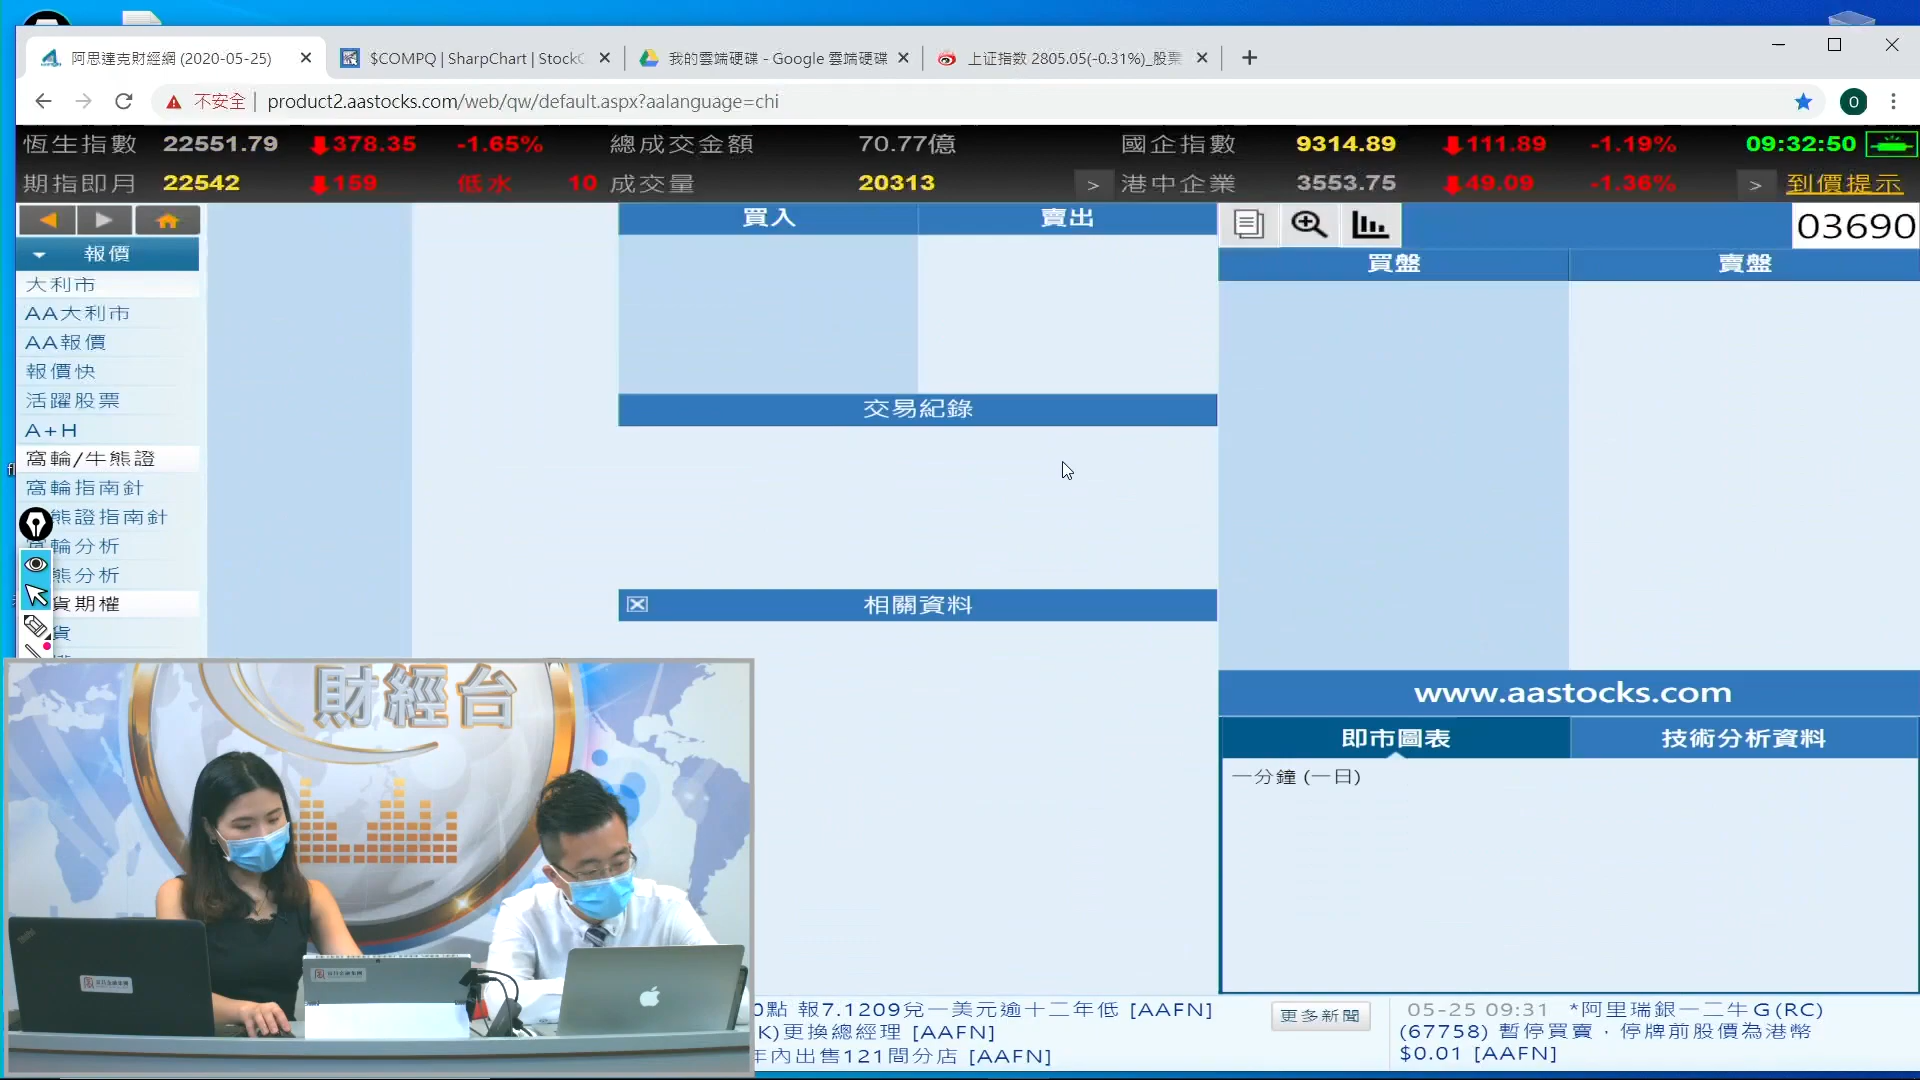 阿思達克財經網 (2020-05-25)
$COMPQ | SharpChart | StockC
我的雲端硬碟 - Google 雲端硬碟
上证指数 2805.05(-0.31%)_股票
不安全
product2.aastocks.com/web/qw/default.aspx?aalanguage=chi
O
恆生指數 22551.79 378.35 -1.65% 總成交金額 70.77億 國企指數 9314.89 111.89 -1.19% 09:32:50
期指即月 22542 159 低水 10 成交量 20313 > 港中企業 3553.75 49.09 -1.36% > 到價提示
買入 賣出
03690
報價
買盤 賣盤
大利市
AA大利市
AA報價
報價快
活躍股票
交易紀錄
A+H
窩輪/牛熊證
窩輪指南針
熊證指南針
輪分析
熊分析
貨期權
相關資料
貨
www.aastocks.com
財經台
即市圖表 技術分析資料
一分鐘 (一日)
0點 報7.1209兌一美元逾十二年低 [AAFN]
K)更換總經理 [AAFN]
年內出售121間分店 [AAFN]
更多新聞
05-25 09:31 *阿里瑞銀一二牛G(RC)
(67758) 暫停買賣，停牌前股價為港幣
$0.01 [AAFN]